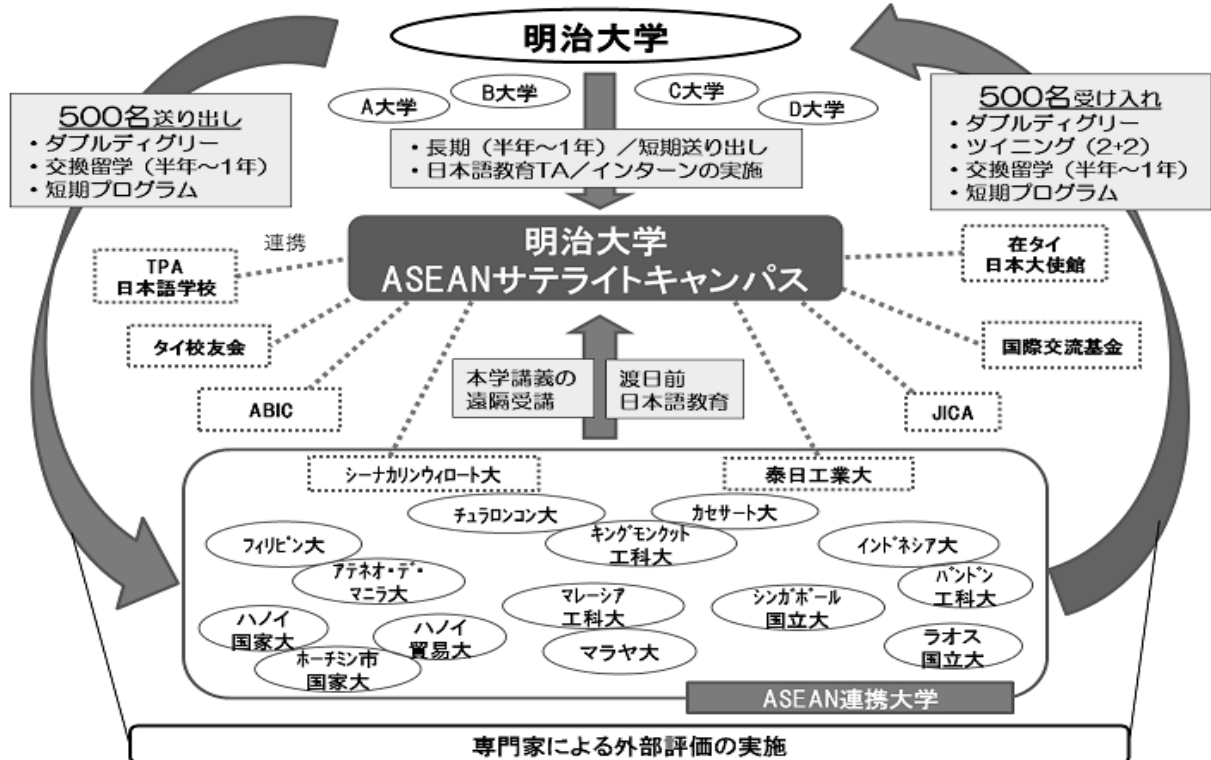 明治大学
A大学
B大学
C大学
D大学
500名送り出し
・ダブルディグリー
・交換留学(半年～1年)
・短期プログラム
・長期(半年～1年)/短期送り出し
・日本語教育TA/インターンの実施
500名受け入れ
・ダブルディグリー
・ツイニング(2+2)
・交換留学(半年～1年)
・短期プログラム
明治大学
ASEANサテライトキャンパス
連携
TPA
日本語学校
タイ校友会
ABIC
在タイ
日本大使館
国際交流基金
JICA
本学講義の
遠隔受講
渡日前
日本語教育
シーナカリンウィロート大
泰日工業大
チュラロンコン大
カセサート大
フィリピン大
キングモンクット
工科大
インドネシア大
アテネオ・デ・
マニラ大
バンドン
工科大
マレーシア
工科大
シンガポール
国立大
ハノイ
国家大
ハノイ
貿易大
マラヤ大
ラオス
国立大
ホーチミン市
国家大
ASEAN連携大学
専門家による外部評価の実施